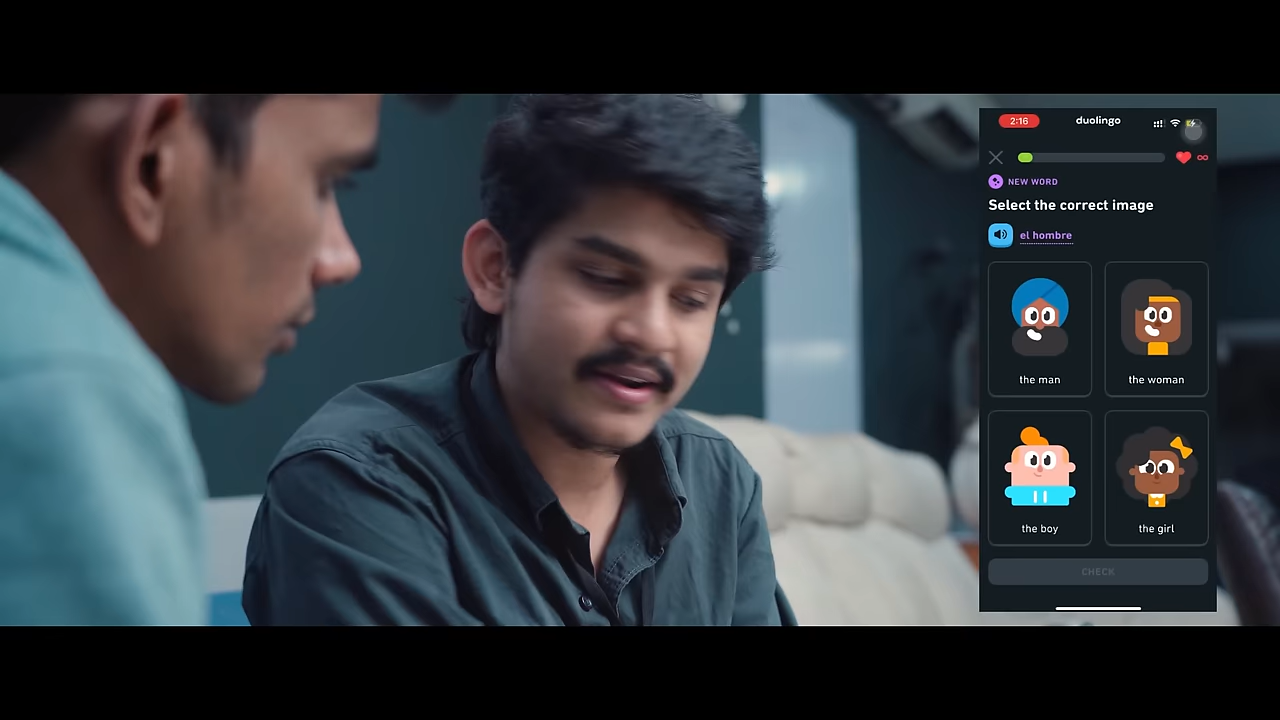 2:16
duolingo
NEW WORD
Select the correct image
el hombre
the man
the woman
the boy
the girl
CHECK